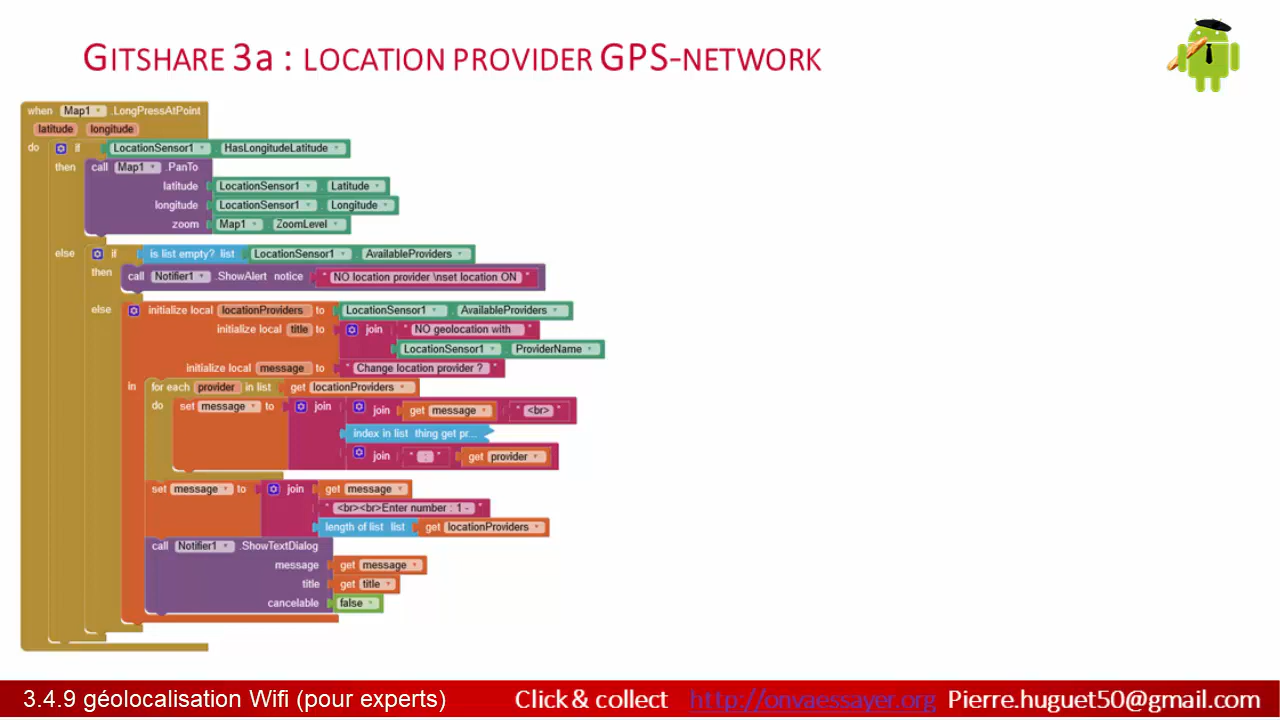 GITSHARE 3a : LOCATION PROVIDER GPS-NETWORK
when Map1 .LongPressAtPoint
latitude longitude
do if LocationSensor1 . HasLongitudeLatitude
then call Map1 .PanTo
latitude LocationSensor1 . Latitude
longitude LocationSensor1 . Longitude
zoom Map1 . ZoomLevel
else if is list empty? list LocationSensor1 . AvailableProviders
then call Notifier1 .ShowAlert notice " NO location provider \nset location ON "
else initialize local locationProviders to LocationSensor1 . AvailableProviders
initialize local title to join " NO geolocation with "
LocationSensor1 . ProviderName
initialize local message to " Change location provider ? "
in for each provider in list get locationProviders
do set message to join join get message " <br> "
index in list thing get pr...
join " : " get provider
set message to join get message
" <br><br>Enter number : 1 - "
length of list list get locationProviders
call Notifier1 .ShowTextDialog
message get message
title get title
cancelable false
3.4.9 géolocalisation Wifi (pour experts) Click & collect http://onvaessayer.org Pierre.huguet50@gmail.com